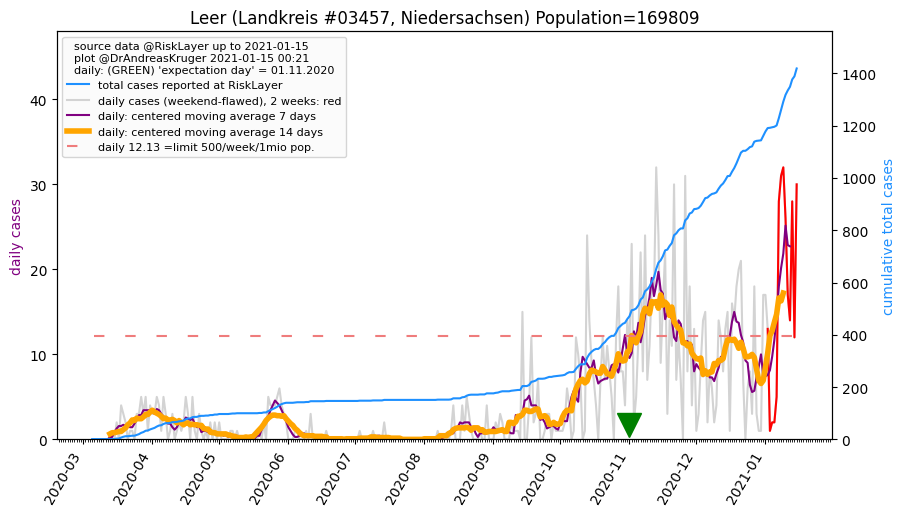 Leer (Landkreis #03457, Niedersachsen) Population=169809
source data @RiskLayer up to 2021-01-15
plot @DrAndreasKruger 2021-01-15 00:21
daily: (GREEN) 'expectation day' = 01.11.2020
total cases reported at RiskLayer
daily cases (weekend-flawed), 2 weeks: red
daily: centered moving average 7 days
daily: centered moving average 14 days
daily 12.13 =limit 500/week/1mio pop.
daily cases
40
30
20
10
0
cumulative total cases
1400
1200
1000
800
600
400
200
0
2020-03
2020-04
2020-05
2020-06
2020-07
2020-08
2020-09
2020-10
2020-11
2020-12
2021-01